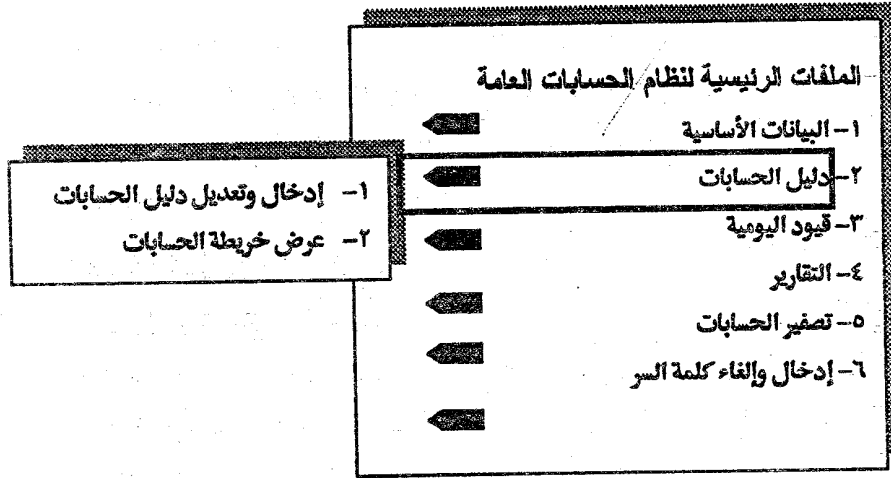 الملفات الرئيسية لنظام الحسابات العامة
١- البيانات الأساسية
٢- دليل الحسابات
٣- قيود اليومية
٤- التقارير
٥- تصفير الحسابات
٦- إدخال وإلغاء كلمة السر
١- إدخال وتعديل دليل الحسابات
٢- عرض خريطة الحسابات